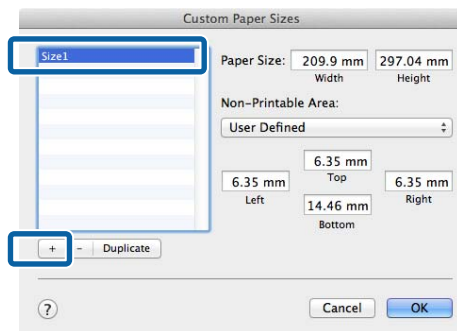 Custom Paper Sizes
Size1
Paper Size: 209.9 mm 297.04 mm
Width Height
Non-Printable Area:
User Defined
6.35 mm
Top
6.35 mm 6.35 mm
Left Right
14.46 mm
Bottom
+ - Duplicate
? Cancel OK